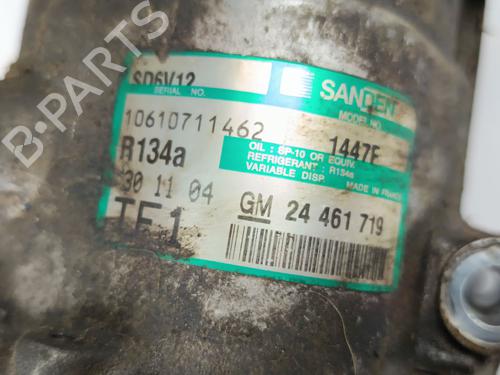 B-PARTS
SD6V12
SANDEN
SERIAL NO.
MODEL NO.
10610711462
1447F
R134a
OIL : SP-10 OR EQUIV.
REFRIGERANT : R134a
VARIABLE DISP.
MADE IN FRANCE
30 11 04
TE1
GM 24 461 719